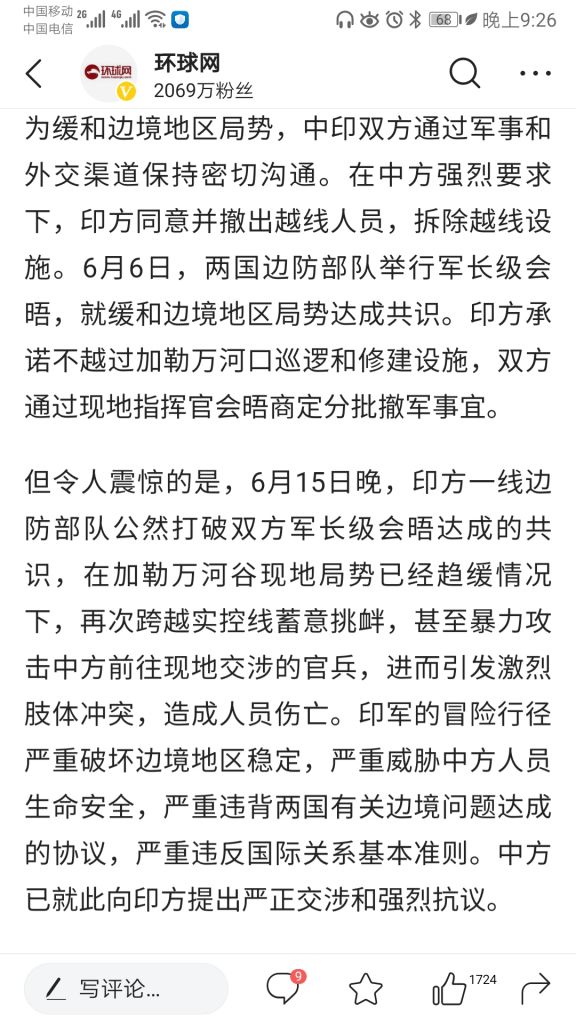 中国移动 2G 4G 68 晚上9:26
中国电信
环球网
环球网
2069万粉丝
为缓和边境地区局势，中印双方通过军事和
外交渠道保持密切沟通。在中方强烈要求
下，印方同意并撤出越线人员，拆除越线设
施。6月6日，两国边防部队举行军长级会
晤，就缓和边境地区局势达成共识。印方承
诺不越过加勒万河口巡逻和修建设施，双方
通过现地指挥官会晤商定分批撤军事宜。
但令人震惊的是，6月15日晚，印方一线边
防部队公然打破双方军长级会晤达成的共
识，在加勒万河谷现地局势已经趋缓情况
下，再次跨越实控线蓄意挑衅，甚至暴力攻
击中方前往现地交涉的官兵，进而引发激烈
肢体冲突，造成人员伤亡。印军的冒险行径
严重破坏边境地区稳定，严重威胁中方人员
生命安全，严重违背两国有关边境问题达成
的协议，严重违反国际关系基本准则。中方
已就此向印方提出严正交涉和强烈抗议。
写评论... 9 1724